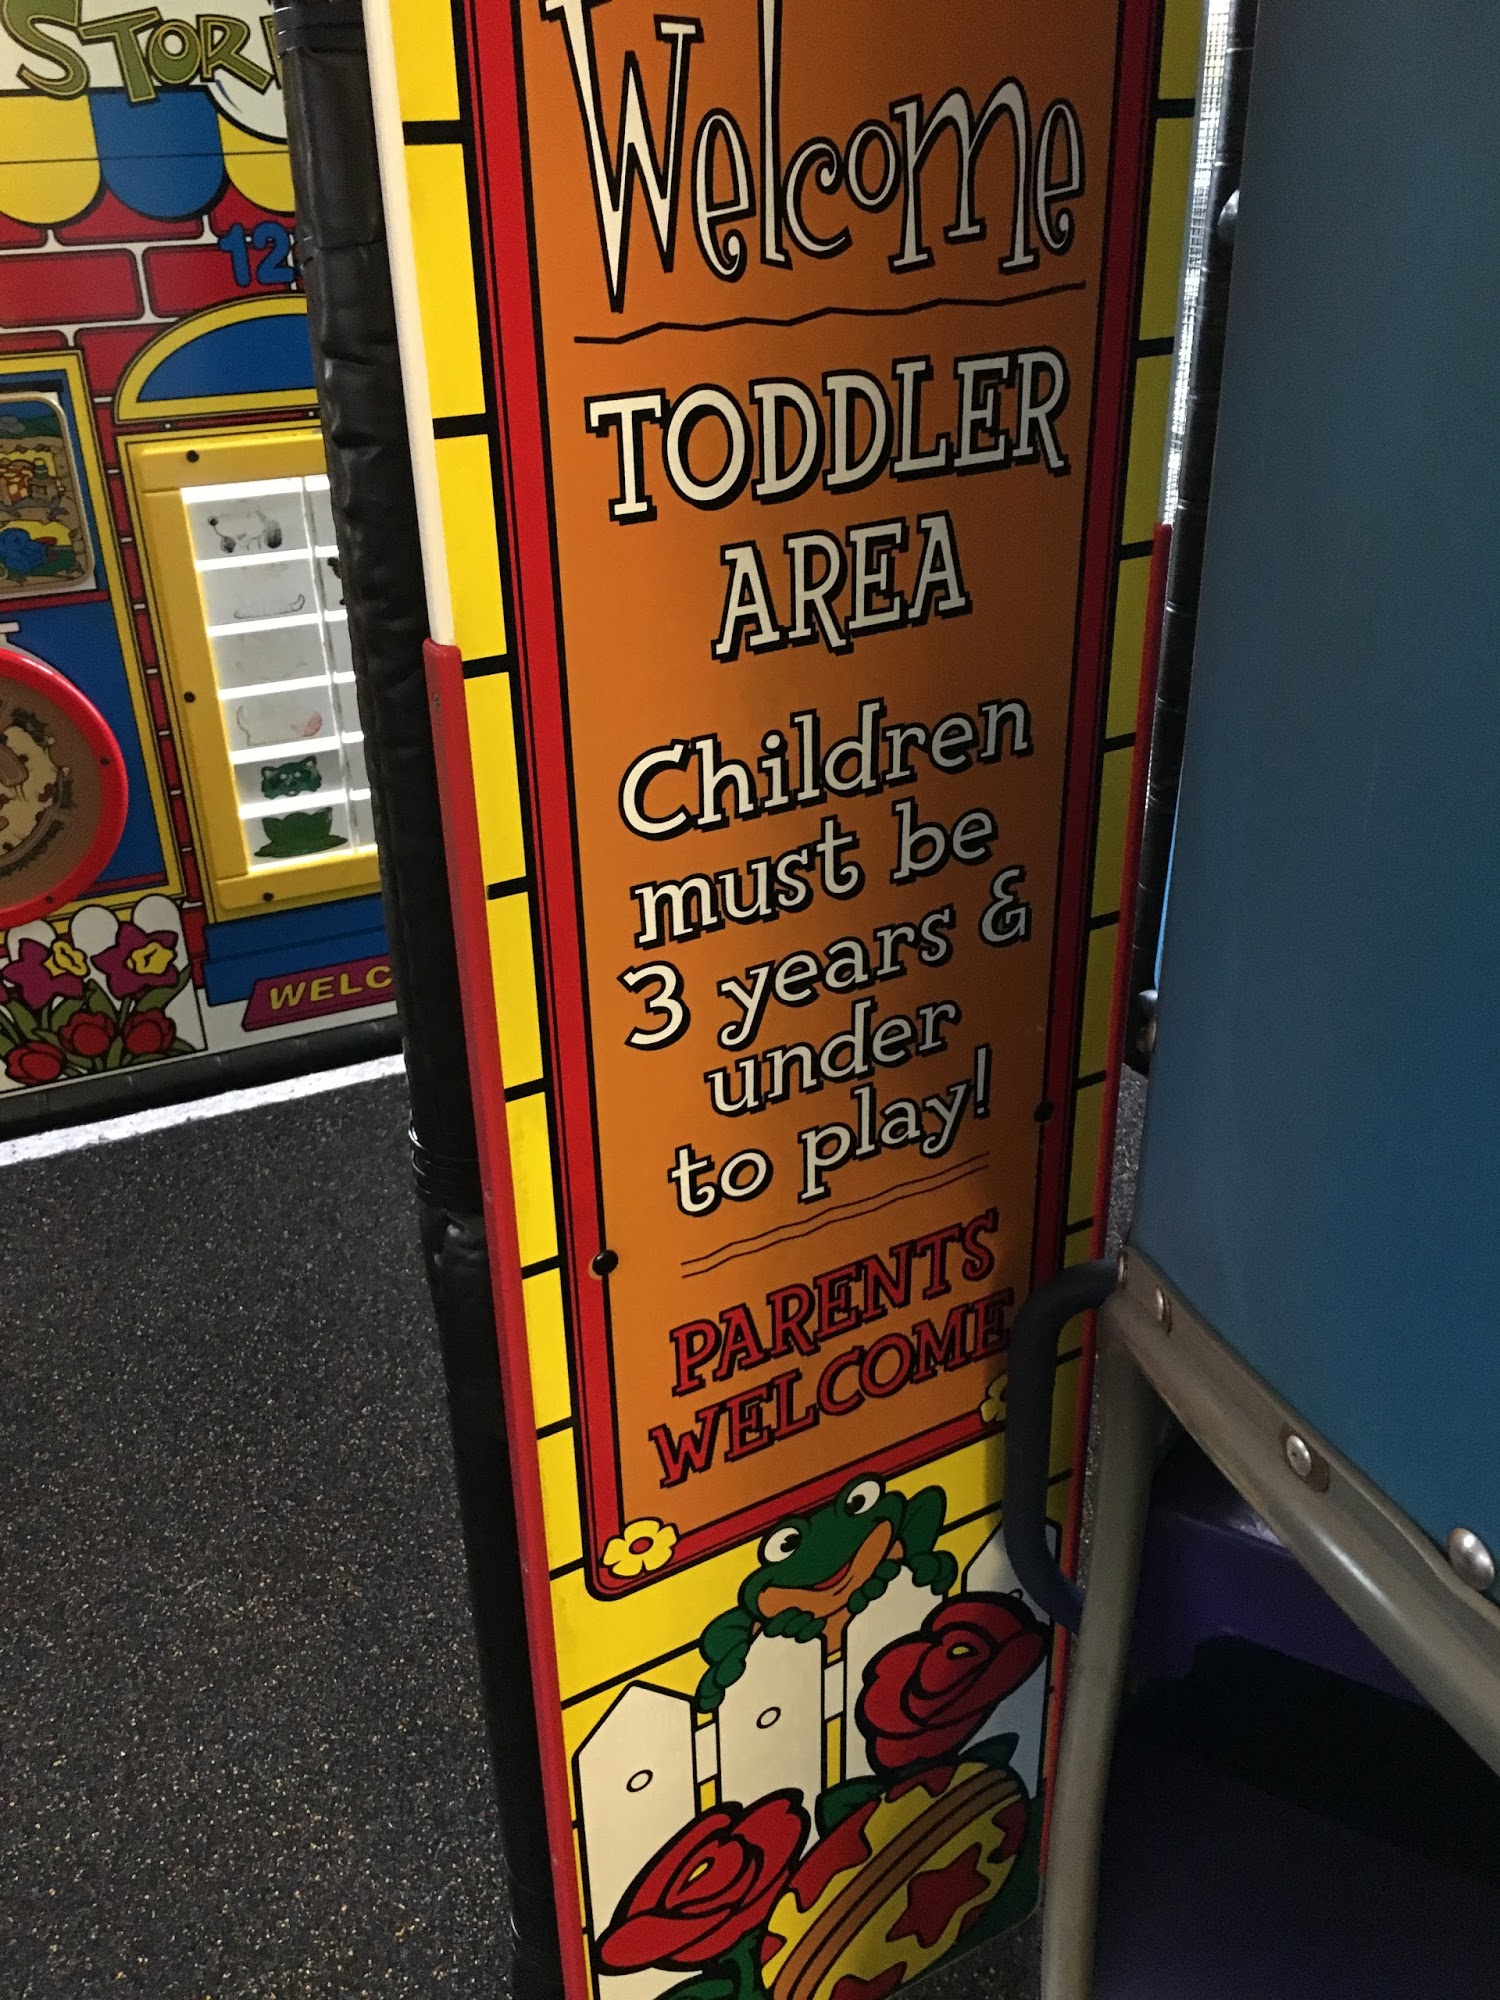 Welcome
TODDLER
AREA
Children
must be
3 years &
under
to play!
PARENTS
WELCOME
STOR
12
WELC